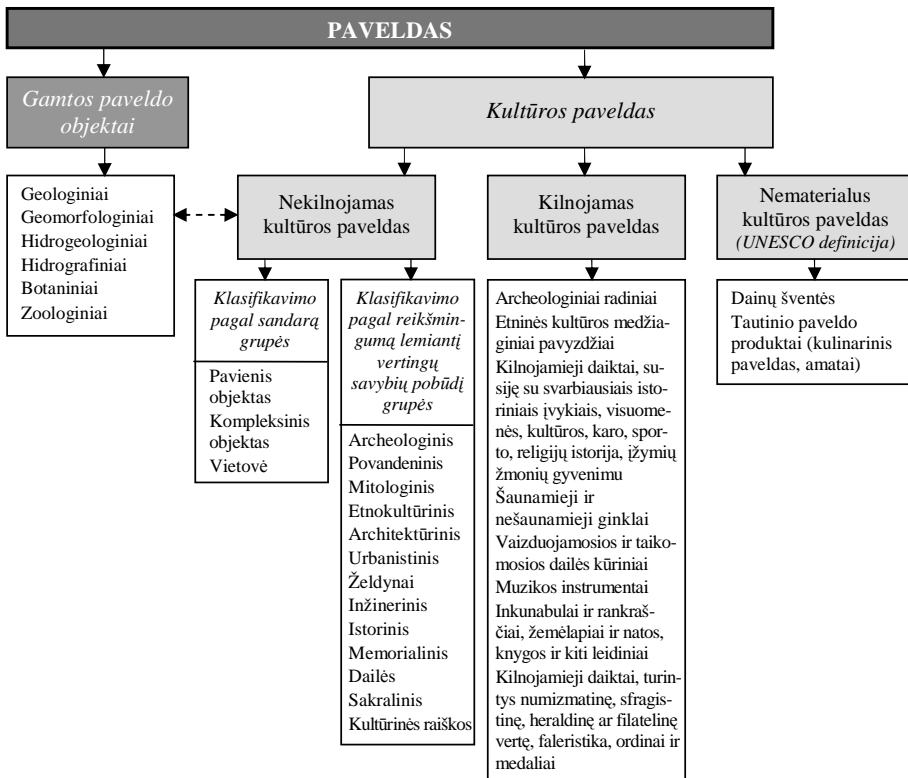 PAVELDAS
Gamtos paveldo
objektai
Kultūros paveldas
Geologiniai
Geomorfologiniai
Hidrogeologiniai
Hidrografiniai
Botaniniai
Zoologiniai
Nekilnojamas
kultūros paveldas
Kilnojamas
kultūros paveldas
Nematerialus
kultūros paveldas
(UNESCO definicija)
Klasifikavimo
pagal sandarą
grupės
Pavienis
objektas
Kompleksinis
objektas
Vietovė
Klasifikavimo
pagal reikšmin-
gumą lemiantį
vertingų
savybių pobūdį
grupės
Archeologinis
Povandeninis
Mitologinis
Etnokultūrinis
Architektūrinis
Urbanistinis
Želdynai
Inžinerinis
Istorinis
Memorialinis
Dailės
Sakralinis
Kultūrinės raiškos
Archeologiniai radiniai
Etninės kultūros medžia-
giniai pavyzdžiai
Kilnojamieji daiktai, su-
siję su svarbiausiais isto-
riniais įvykiais, visuome-
nės, kultūros, karo, spor-
to, religijų istorija, įžymių
žmonių gyvenimu
Šaunamieji ir
nešaunamieji ginklai
Vaizduojamosios ir taiko-
mosios dailės kūriniai
Muzikos instrumentai
Inkunabulai ir rankraš-
čiai, žemėlapiai ir natos,
knygos ir kiti leidiniai
Kilnojamieji daiktai, turin-
tys numizmatinę, sfragis-
tinę, heraldinę ar filatelinę
vertę, faleristika, ordinai ir
medaliai
Dainų šventės
Tautinio paveldo
produktai (kulinarinis
paveldas, amatai)